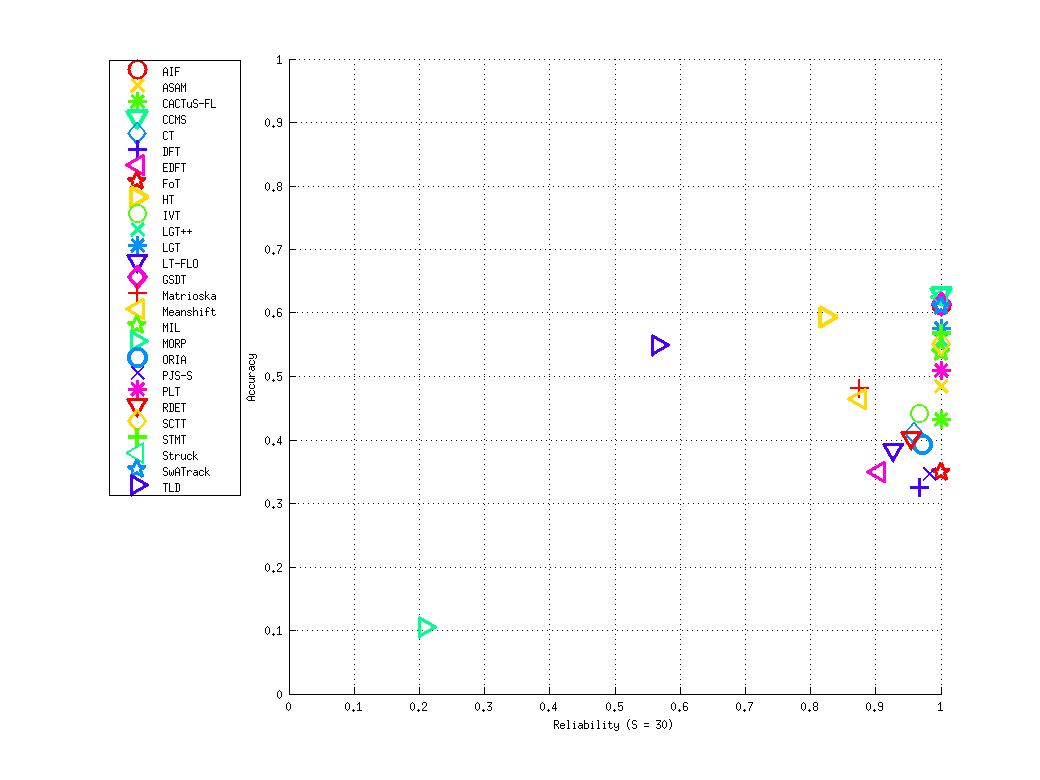 AIF
ASAM
CACTuS-FL
CCMS
CT
DFT
EDFT
FoT
HT
IVT
LGT++
LGT
LT-FLO
GSDT
Matrioska
Meanshift
MIL
MORP
ORIA
PJS-S
PLT
RDET
SCTT
STMT
Struck
SwATrack
TLD
Accuracy
1
0.9
0.8
0.7
0.6
0.5
0.4
0.3
0.2
0.1
0
0 0.1 0.2 0.3 0.4 0.5 0.6 0.7 0.8 0.9 1
Reliability (S = 30)